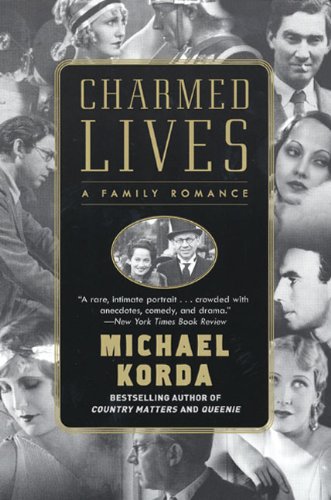 CHARMED
LIVES
A FAMILY ROMANCE
"A rare, intimate portrait . . . crowded with
anecdotes, comedy, and drama."
—New York Times Book Review
MICHAEL
KORDA
BESTSELLING AUTHOR OF
COUNTRY MATTERS AND QUEENIE